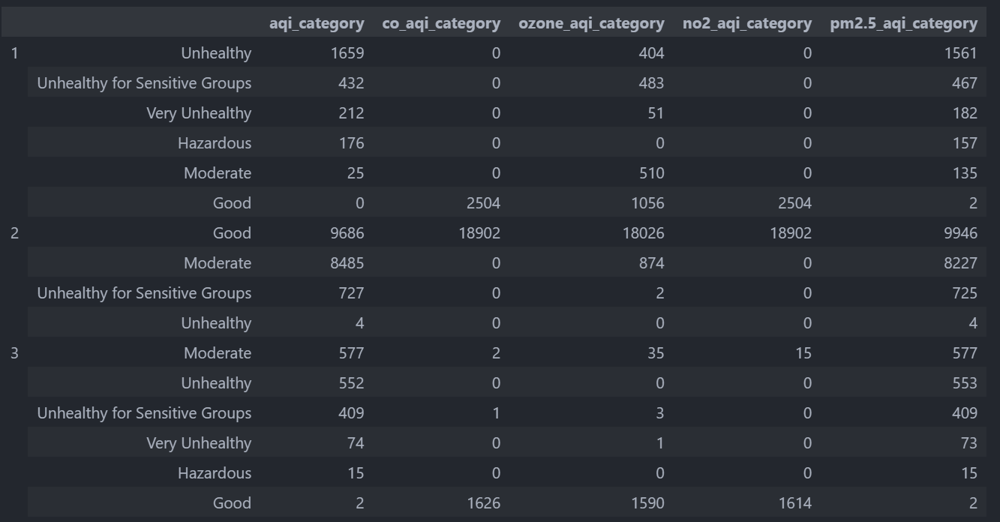 aqi_category co_aqi_category ozone_aqi_category no2_aqi_category pm2.5_aqi_category
1 Unhealthy 1659 0 404 0 1561
Unhealthy for Sensitive Groups 432 0 483 0 467
Very Unhealthy 212 0 51 0 182
Hazardous 176 0 0 0 157
Moderate 25 0 510 0 135
Good 0 2504 1056 2504 2
2 Good 9686 18902 18026 18902 9946
Moderate 8485 0 874 0 8227
Unhealthy for Sensitive Groups 727 0 2 0 725
Unhealthy 4 0 0 0 4
3 Moderate 577 2 35 15 577
Unhealthy 552 0 0 0 553
Unhealthy for Sensitive Groups 409 1 3 0 409
Very Unhealthy 74 0 1 0 73
Hazardous 15 0 0 0 15
Good 2 1626 1590 1614 2